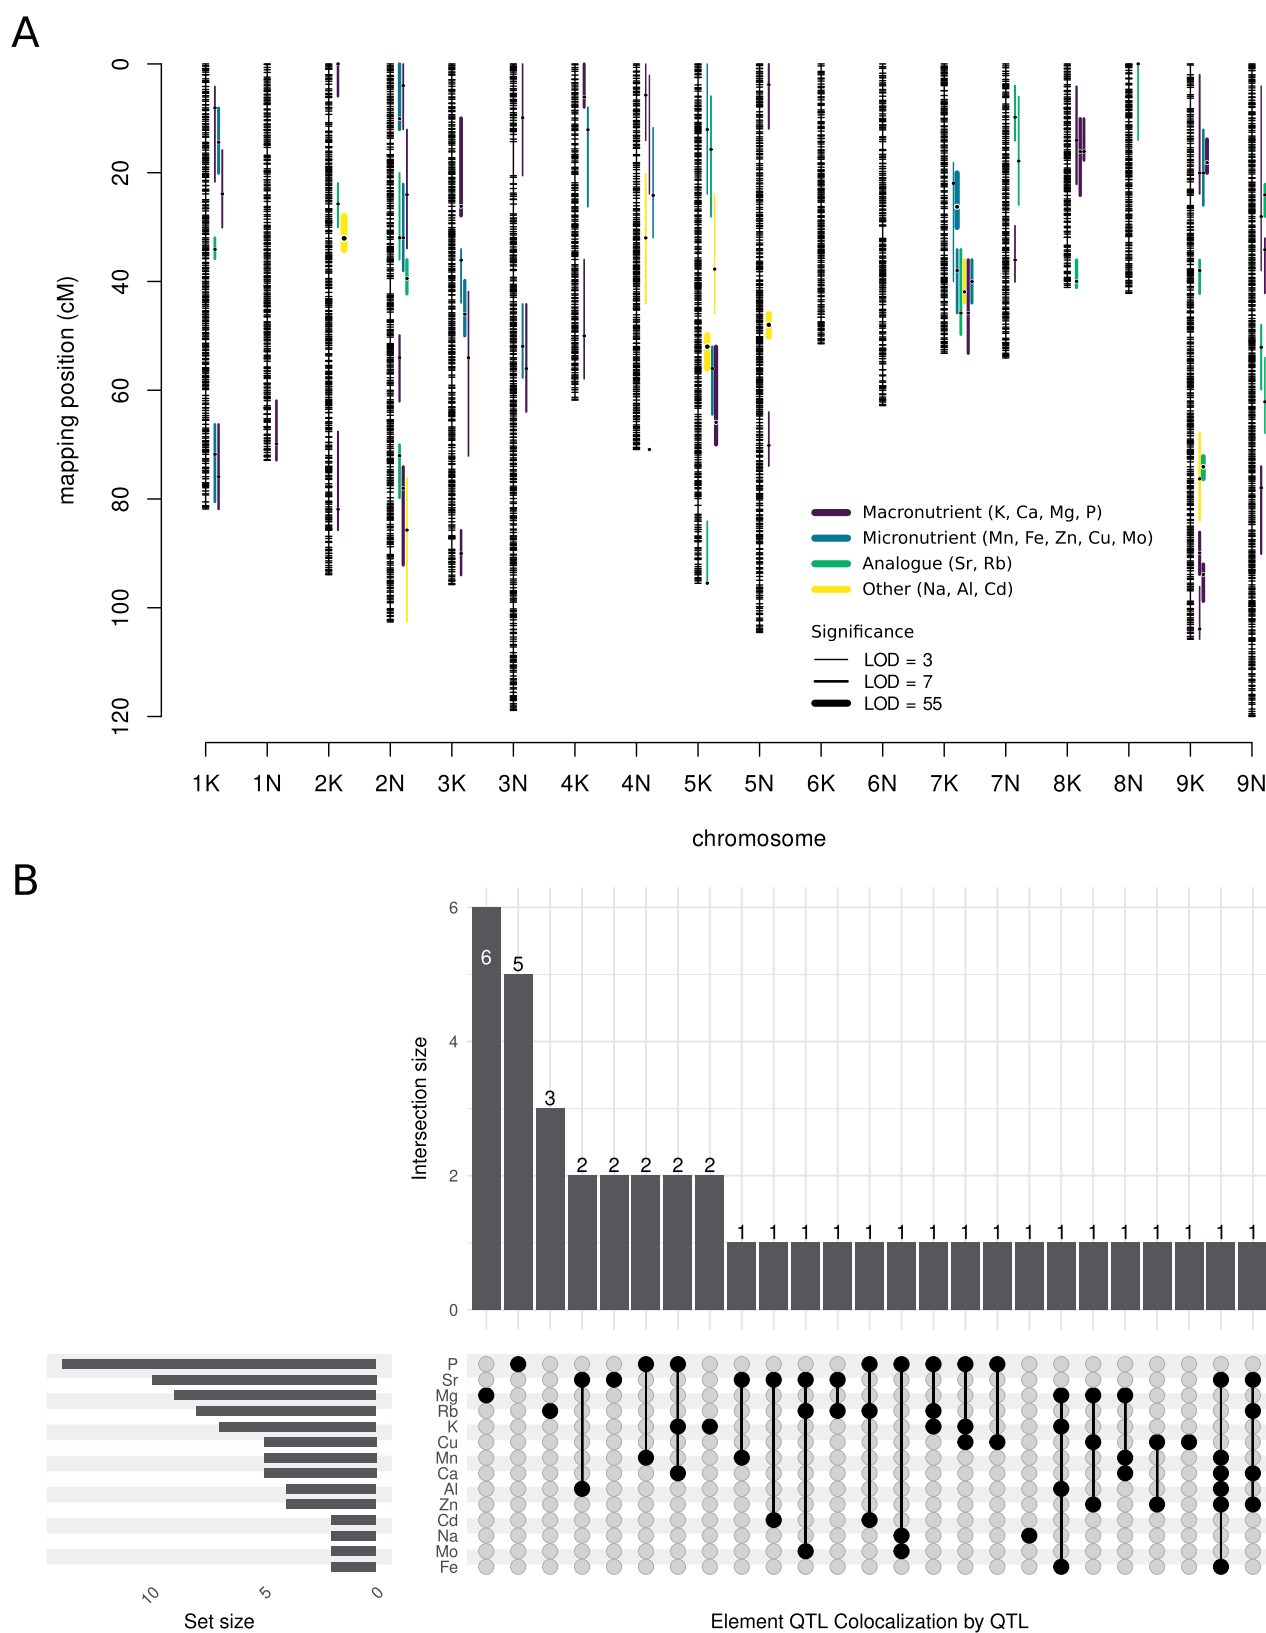 A
0
20
40
60
80
100
120
mapping position (cM)
Macronutrient (K, Ca, Mg, P)
Micronutrient (Mn, Fe, Zn, Cu, Mo)
Analogue (Sr, Rb)
Other (Na, Al, Cd)
Significance
LOD = 3
LOD = 7
LOD = 55
1K 1N 2K 2N 3K 3N 4K 4N 5K 5N 6K 6N 7K 7N 8K 8N 9K 9N
chromosome
B
6
4
2
0
Intersection size
6 5 3 2 2 2 2 2 1 1 1 1 1 1 1 1 1 1 1 1 1 1 1 1 1
P
Sr
Mg
Rb
K
Cu
Mn
Ca
Al
Zn
Cd
Na
Mo
Fe
10 5 0
Set size
Element QTL Colocalization by QTL